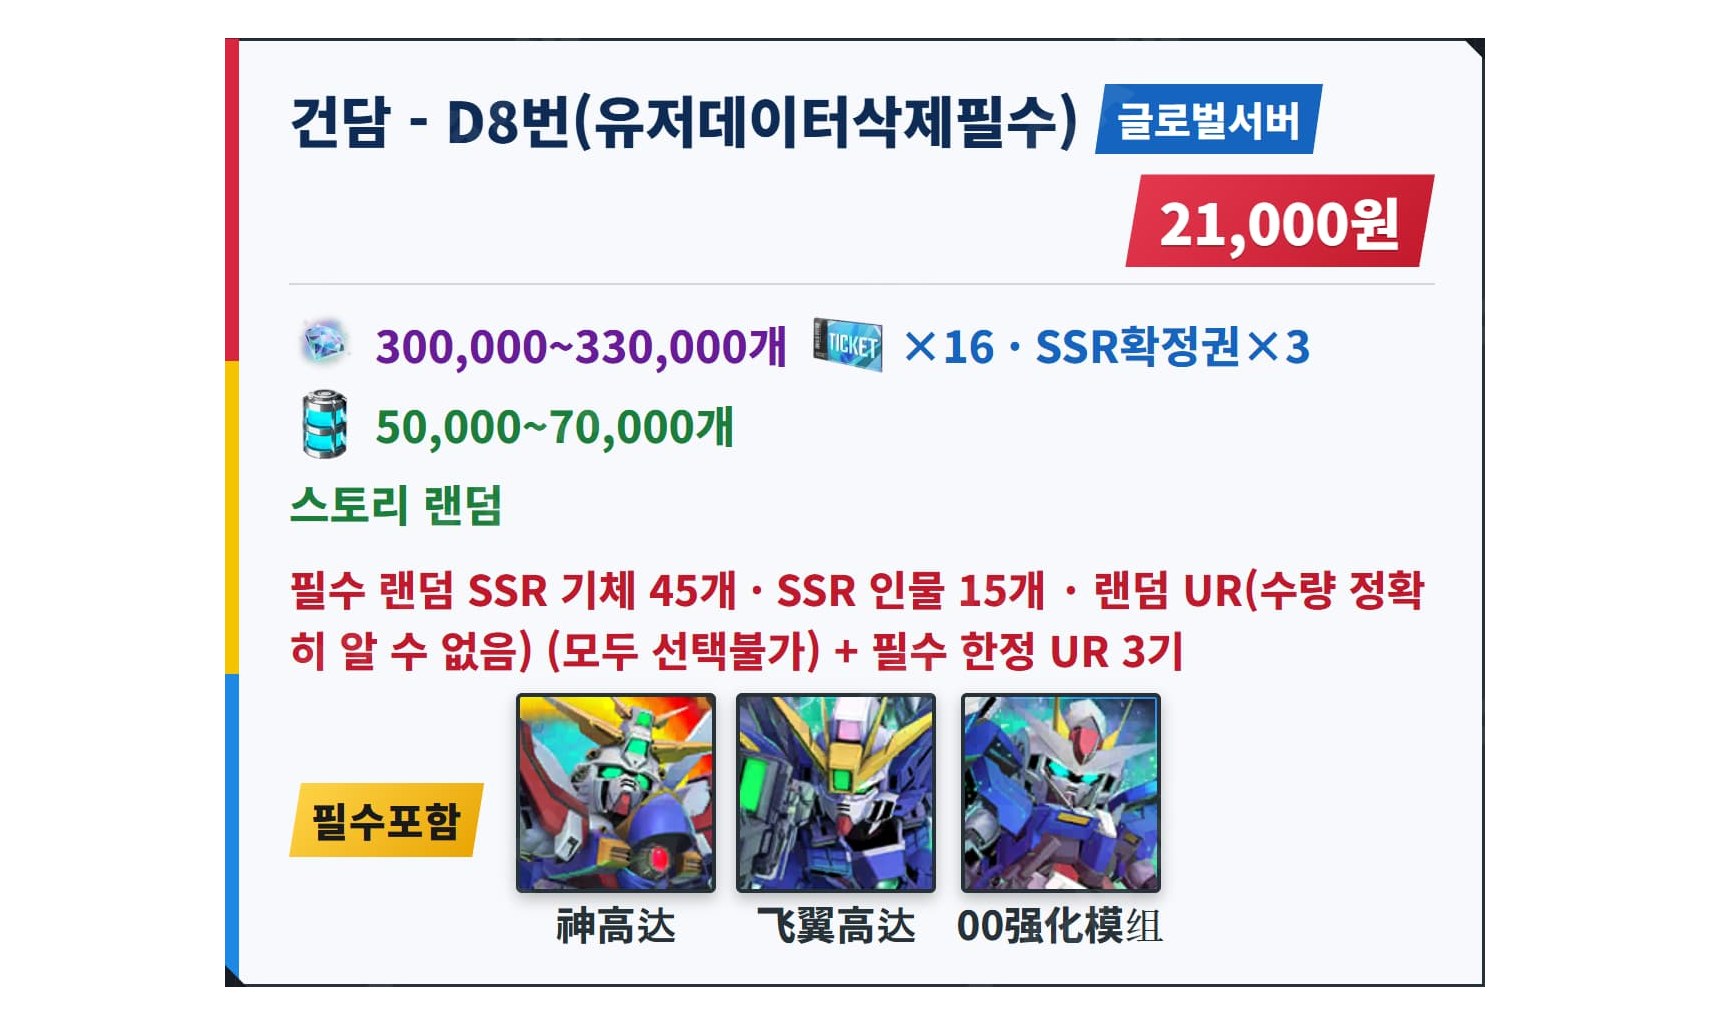 건담 - D8번(유저데이터삭제필수) 글로벌서버
21,000원
300,000~330,000개 TICKET ×16 · SSR확정권×3
50,000~70,000개
스토리 랜덤
필수 랜덤 SSR 기체 45개 · SSR 인물 15개 · 랜덤 UR(수량 정확
히 알 수 없음) (모두 선택불가) + 필수 한정 UR 3기
필수포함
神高达 飞翼高达 00强化模组